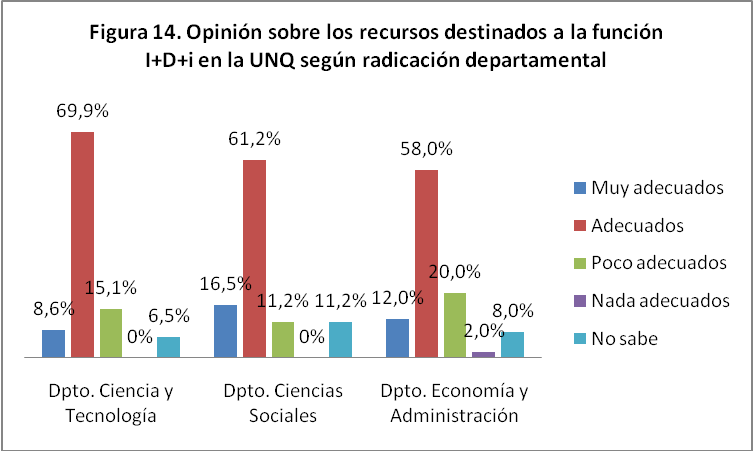 Figura 14. Opinión sobre los recursos destinados a la función
I+D+i en la UNQ según radicación departamental
69,9%
61,2%
58,0%
8,6%
15,1%
0%
6,5%
16,5%
11,2%
0%
11,2%
12,0%
20,0%
2,0%
8,0%
Muy adecuados
Adecuados
Poco adecuados
Nada adecuados
No sabe
Dpto. Ciencia y
Tecnología
Dpto. Ciencias
Sociales
Dpto. Economía y
Administración